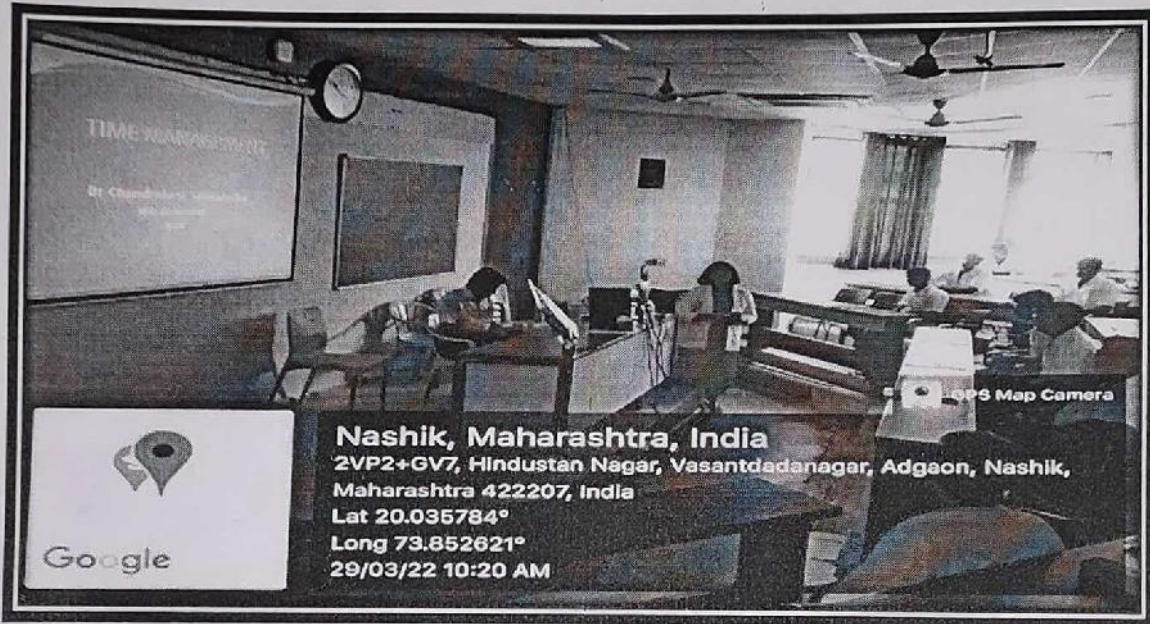 TIME MANAGEMENT
Dr
GPS Map Camera
Nashik, Maharashtra, India
2VP2+GV7, Hindustan Nagar, Vasantdadanagar, Adgaon, Nashik,
Maharashtra 422207, India
Lat 20.035784°
Long 73.852621°
29/03/22 10:20 AM
Google